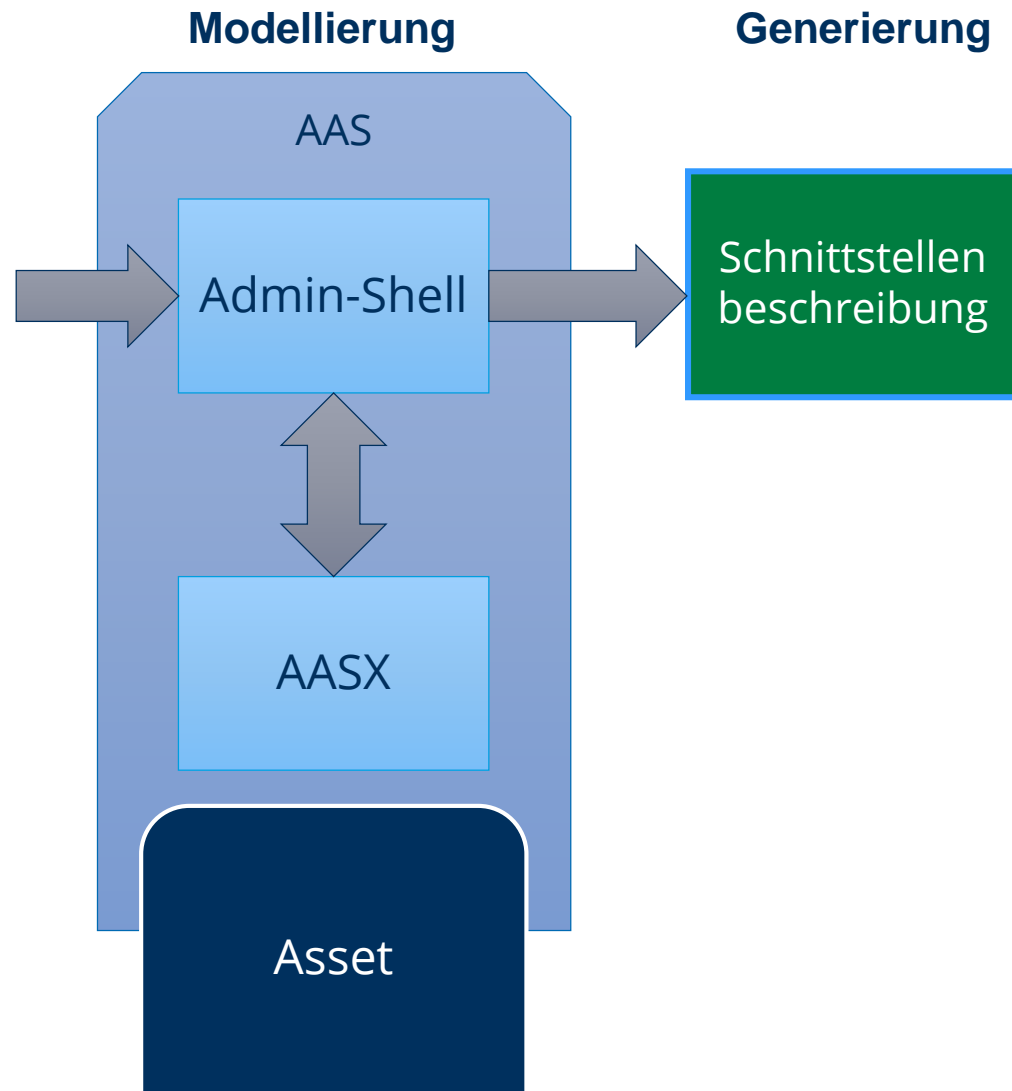 Modellierung
Generierung
AAS
Admin-Shell
Schnittstellen
beschreibung
AASX
Asset